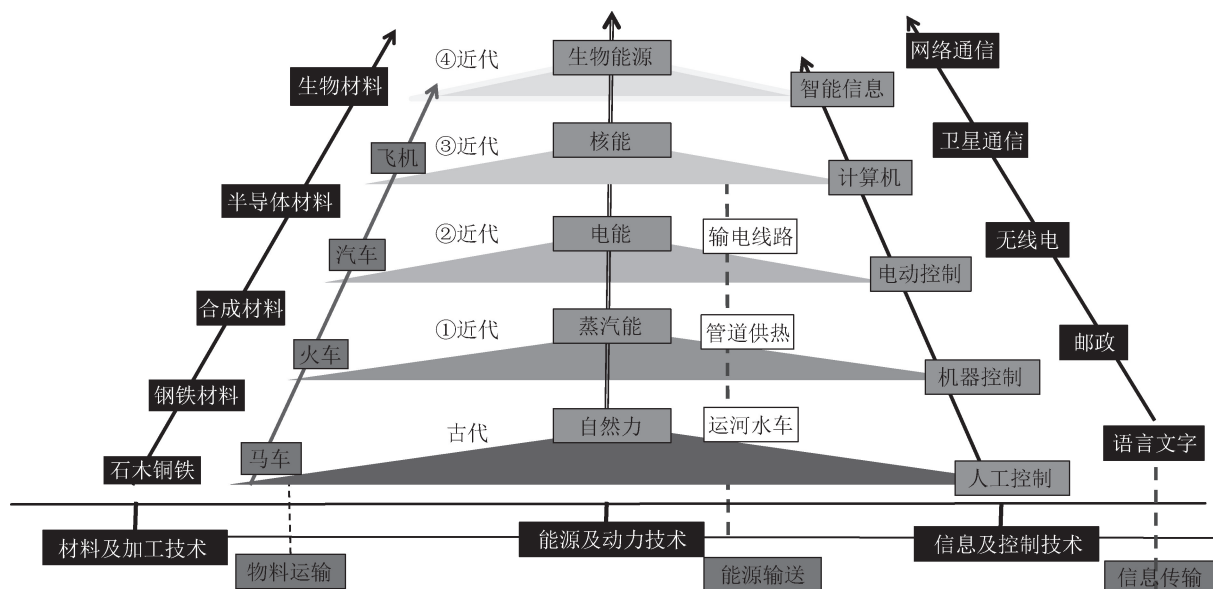 网络通信
④近代
生物能源
生物材料
智能信息
卫星通信
③近代
核能
飞机
计算机
半导体材料
②近代
电能
输电线路
无线电
汽车
电动控制
合成材料
①近代
蒸汽能
管道供热
邮政
火车
机器控制
钢铁材料
古代
自然力
运河水车
语言文字
马车
石木铜铁
人工控制
材料及加工技术
能源及动力技术
信息及控制技术
物料运输
能源输送
信息传输